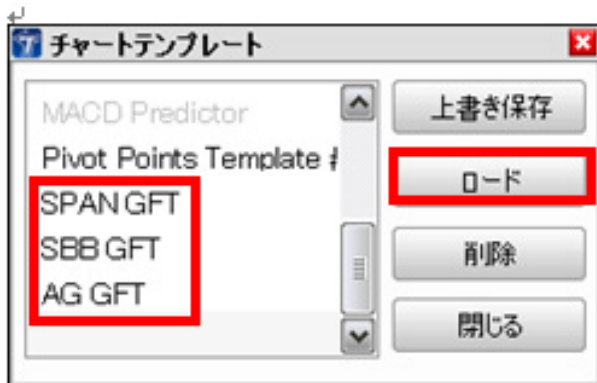 チャートテンプレート
MACD Predictor
Pivot Points Template #
SPAN GFT
SBB GFT
AG GFT
上書き保存
ロード
削除
閉じる